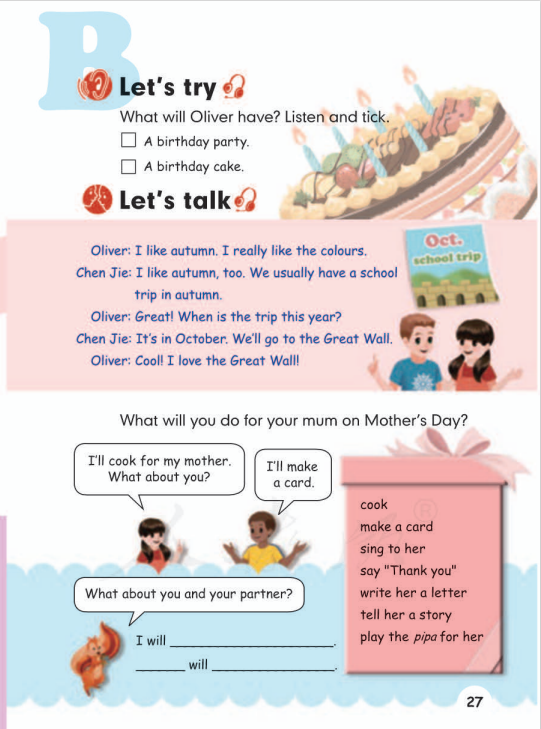 B
Let's try
What will Oliver have? Listen and tick.
A birthday party.
A birthday cake.
Let's talk
Oliver: I like autumn. I really like the colours.
Chen Jie: I like autumn, too. We usually have a school
trip in autumn.
Oliver: Great! When is the trip this year?
Chen Jie: It's in October. We'll go to the Great Wall.
Oliver: Cool! I love the Great Wall!
Oct.
school trip
What will you do for your mum on Mother's Day?
I'll cook for my mother.
What about you?
I'll make
a card.
cook
make a card
sing to her
say "Thank you"
write her a letter
tell her a story
play the pipa for her
What about you and your partner?
I will ____________________.
______ will _______________.
27